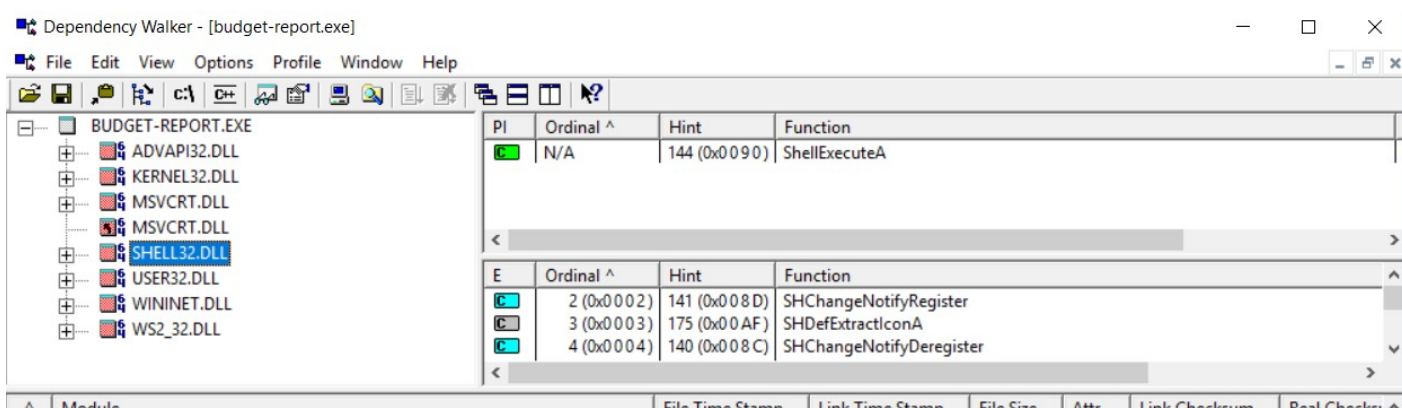 Dependency Walker - [budget-report.exe]
File Edit View Options Profile Window Help
c:\ C++
BUDGET-REPORT.EXE
ADVAPI32.DLL
KERNEL32.DLL
MSVCRT.DLL
MSVCRT.DLL
SHELL32.DLL
USER32.DLL
WININET.DLL
WS2_32.DLL
PI Ordinal ^ Hint Function
C N/A 144 (0x0090) ShellExecuteA
E Ordinal ^ Hint Function
C 2 (0x0002) 141 (0x008D) SHChangeNotifyRegister
C 3 (0x0003) 175 (0x00AF) SHDefExtractIconA
C 4 (0x0004) 140 (0x008C) SHChangeNotifyDeregister
^ Module File Time Stamp Link Time Stamp File Size Attr. Link Checksum Real Checksu